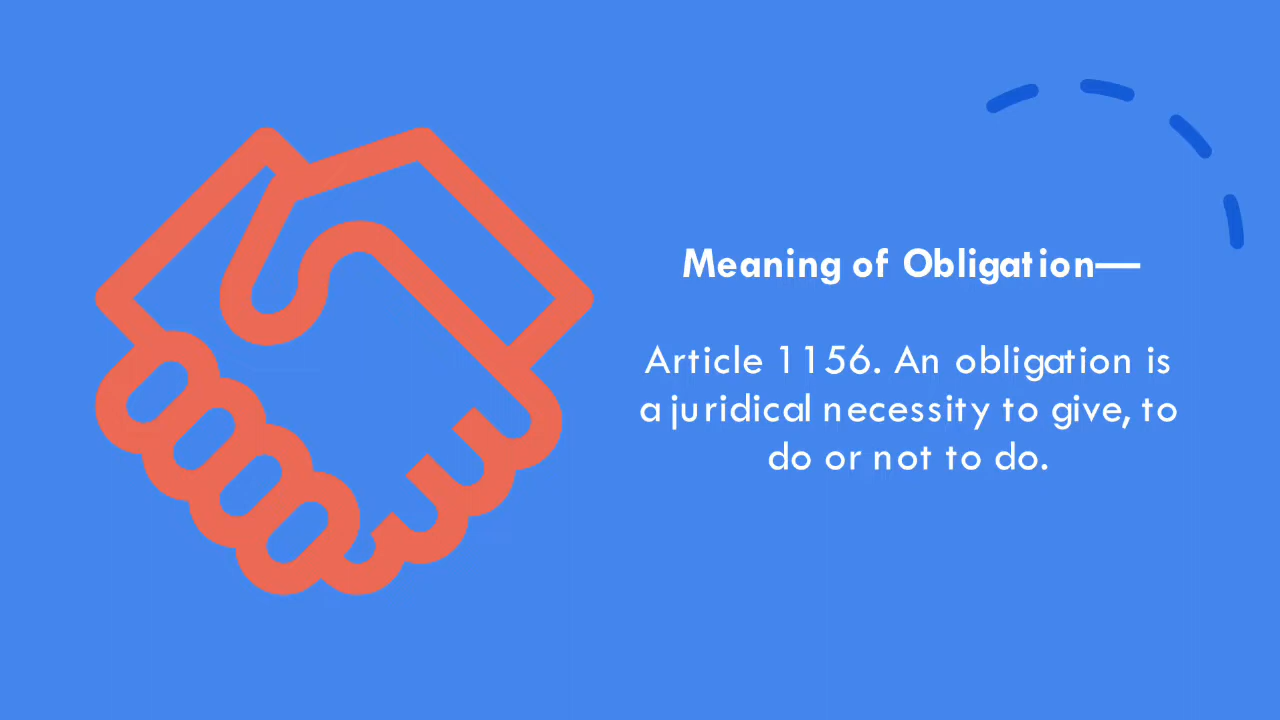 Meaning of Obligation—
Article 1156. An obligation is
a juridical necessity to give, to
do or not to do.